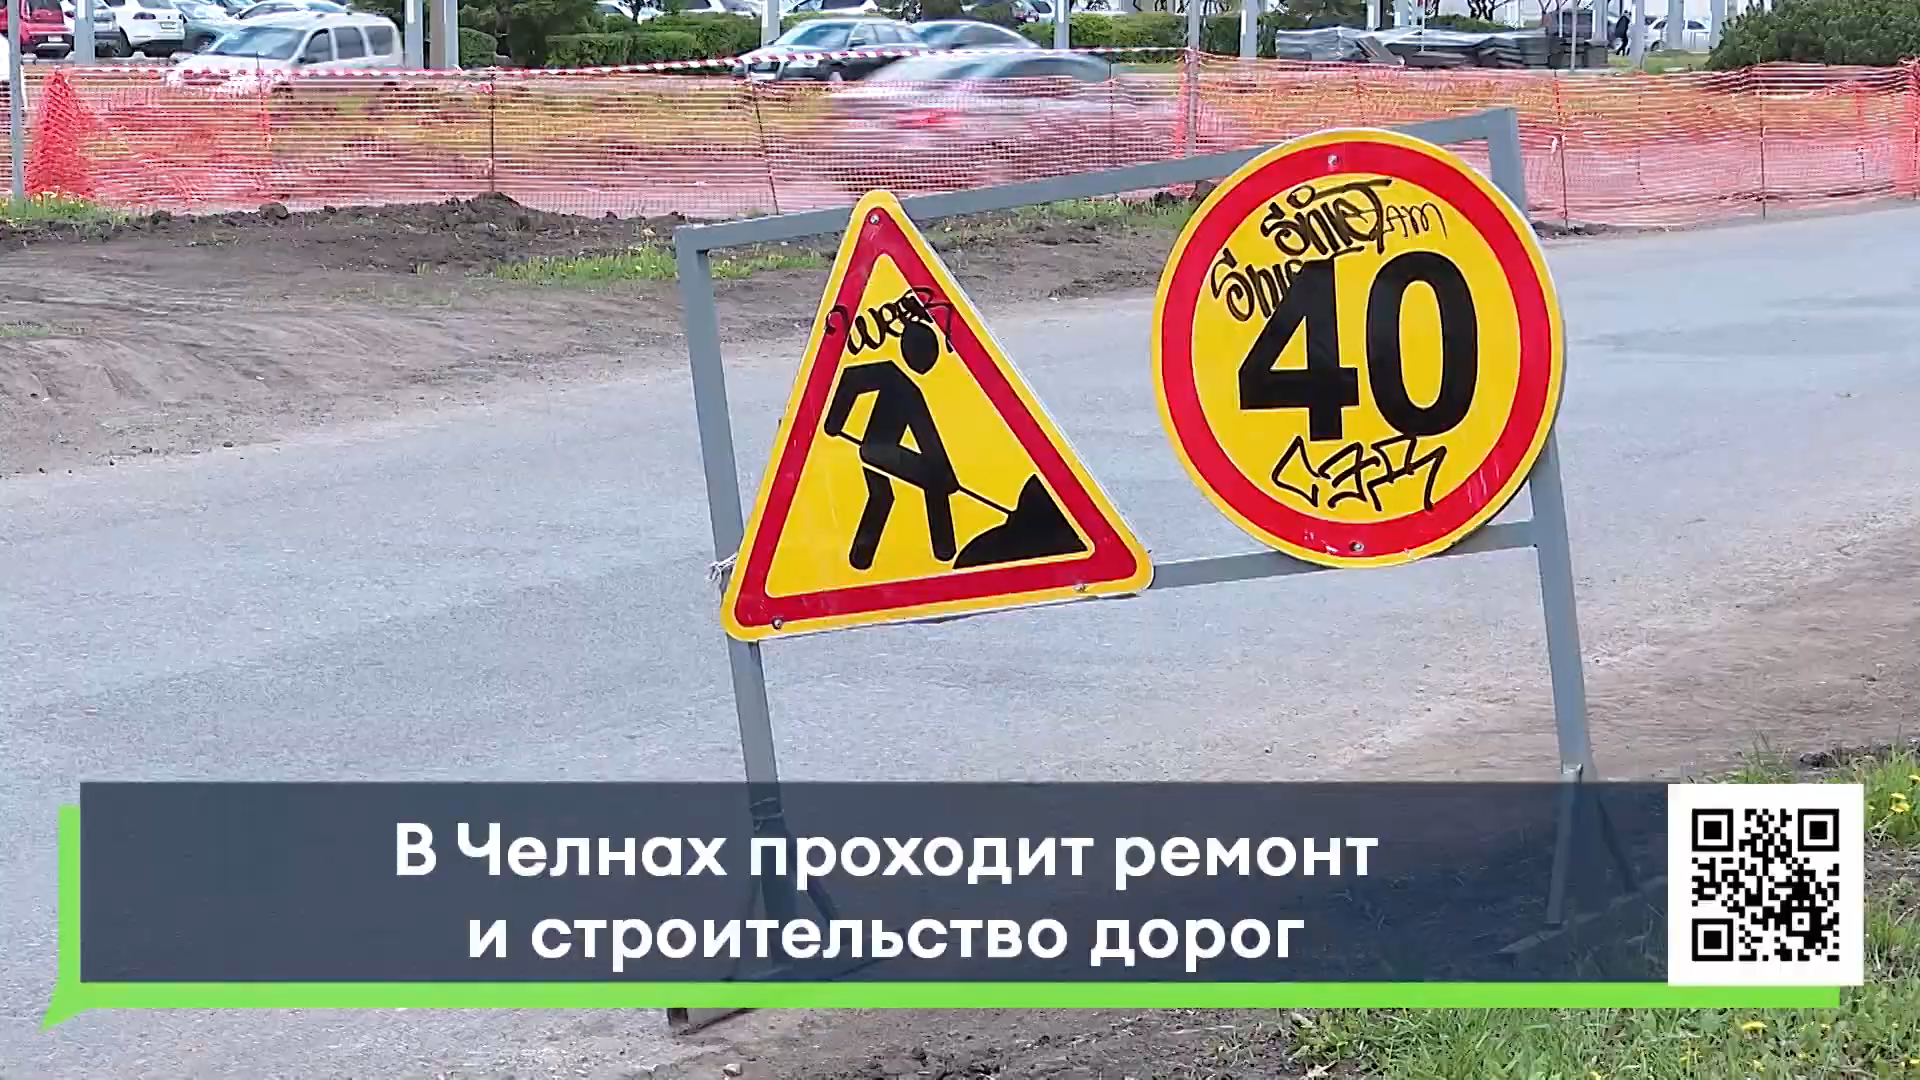 40
В Челнах проходит ремонт
и строительство дорог